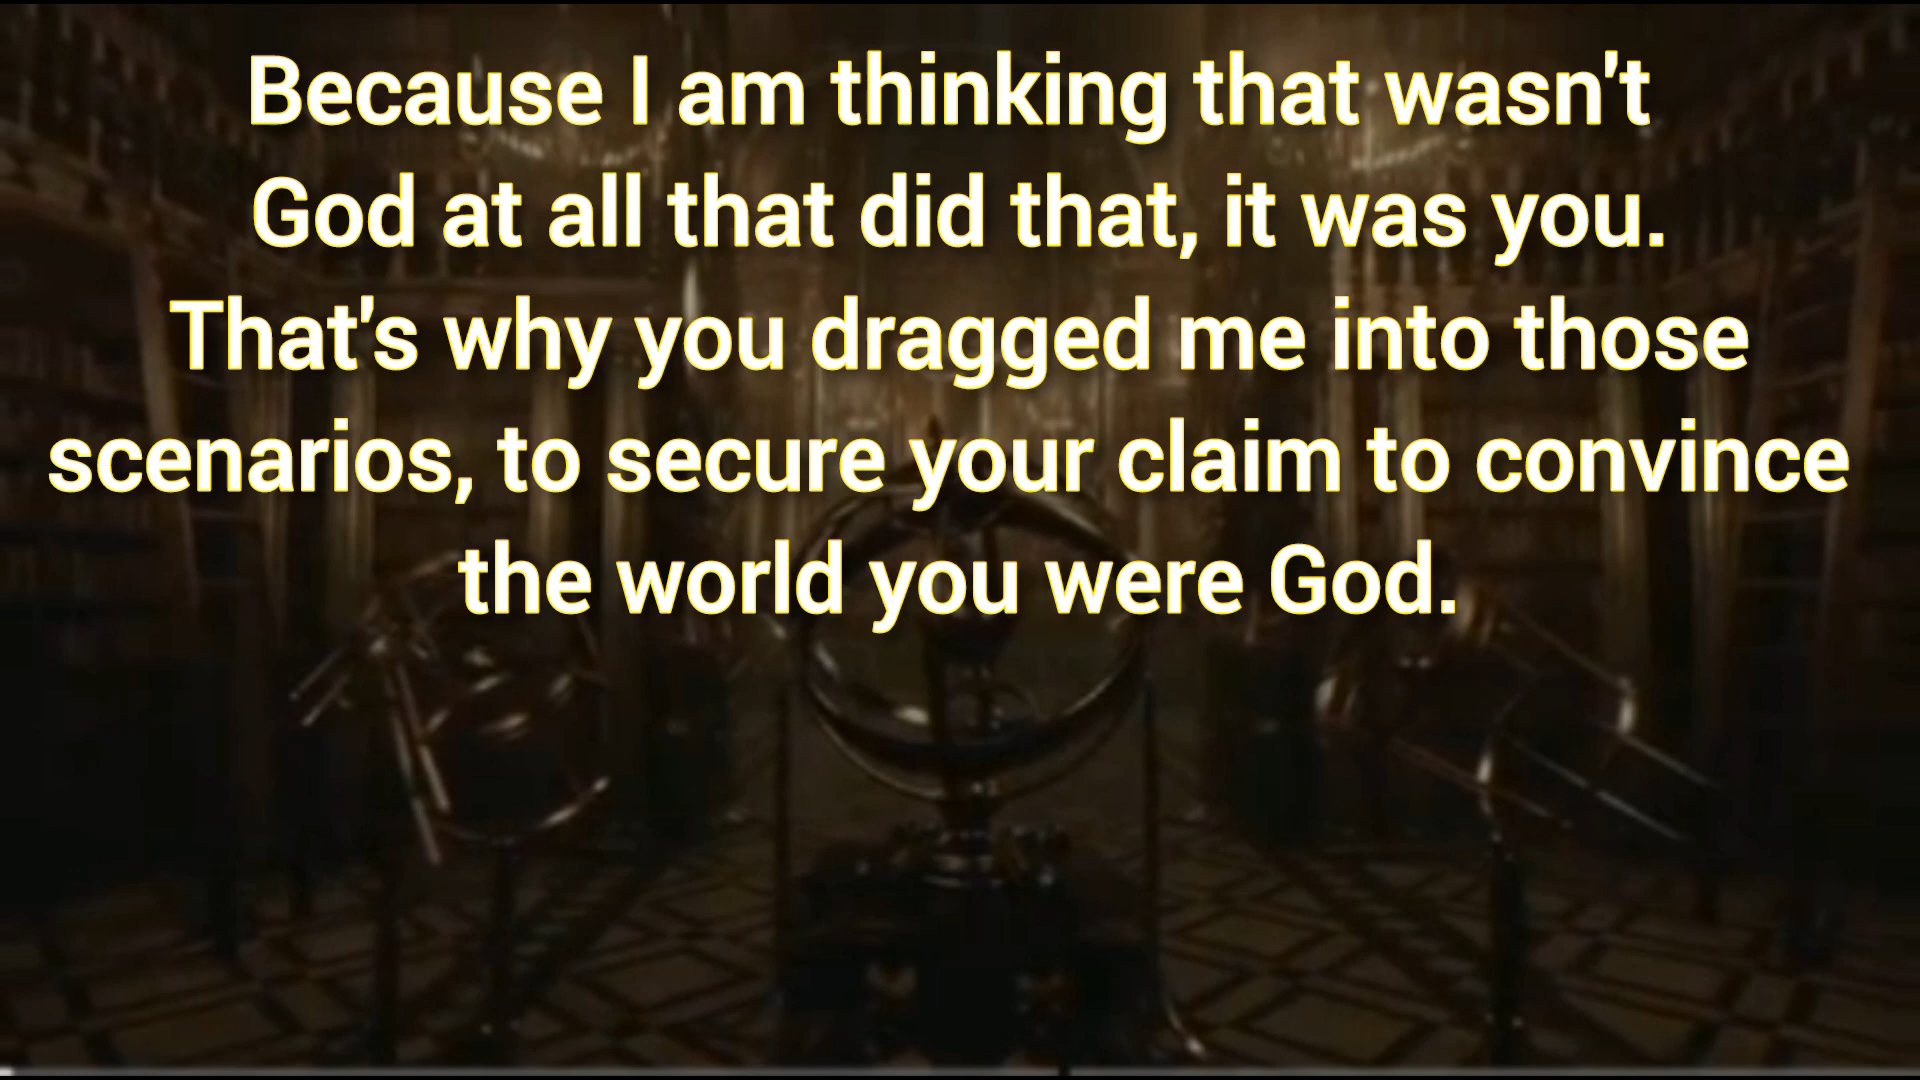 Because I am thinking that wasn't
God at all that did that, it was you.
That's why you dragged me into those
scenarios, to secure your claim to convince
the world you were God.